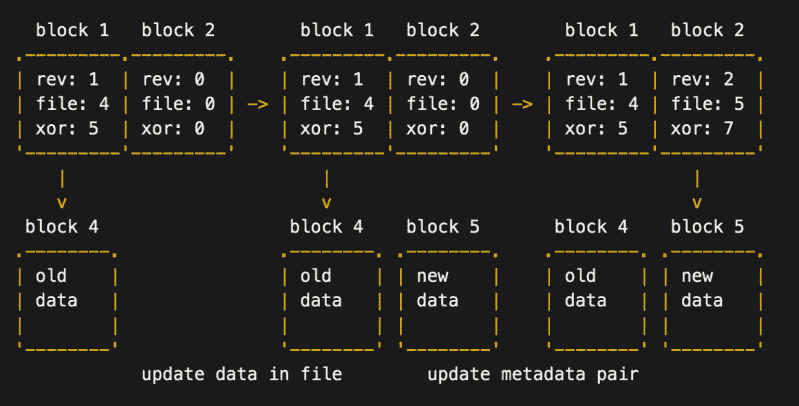 block 1 block 2 block 1 block 2 block 1 block 2
rev: 1 rev: 0 rev: 1 rev: 0 rev: 1 rev: 2
file: 4 file: 0 -> file: 4 file: 0 -> file: 4 file: 5
xor: 5 xor: 0 xor: 5 xor: 0 xor: 5 xor: 7
v v v
block 4 block 4 block 5 block 4 block 5
old old new old new
data data data data data
update data in file update metadata pair